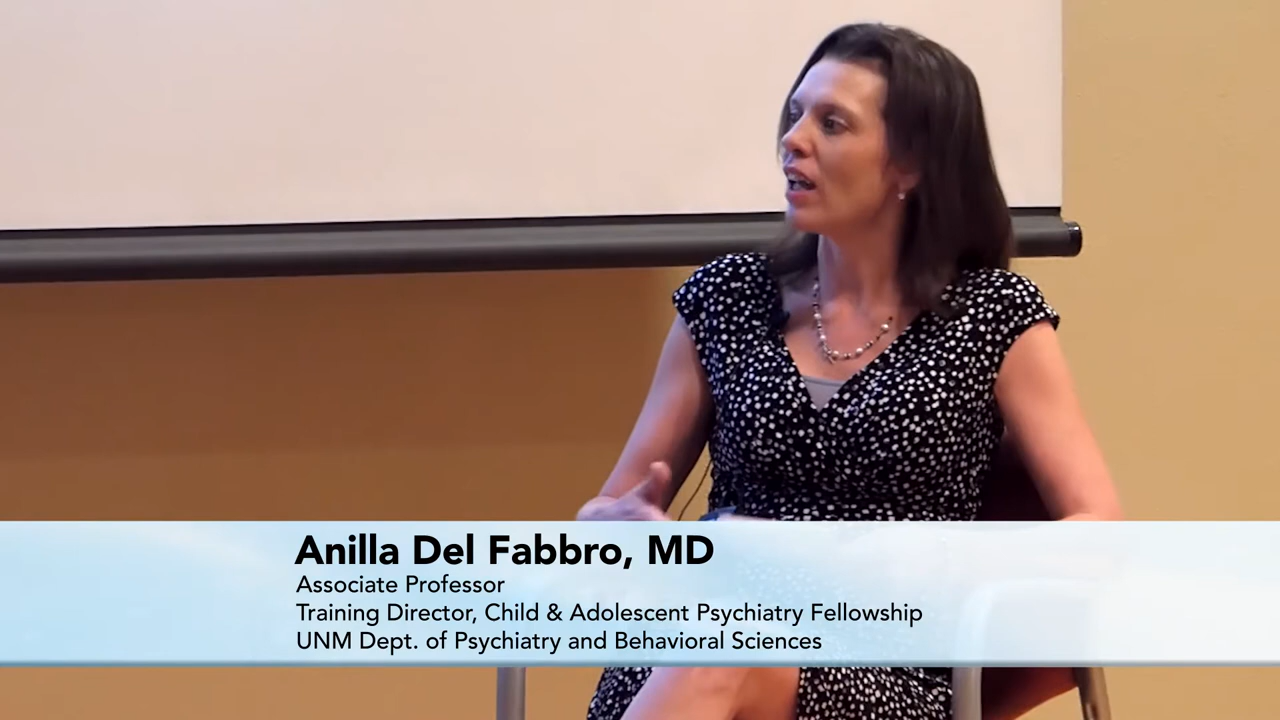 Anilla Del Fabbro, MD
Associate Professor
Training Director, Child & Adolescent Psychiatry Fellowship
UNM Dept. of Psychiatry and Behavioral Sciences